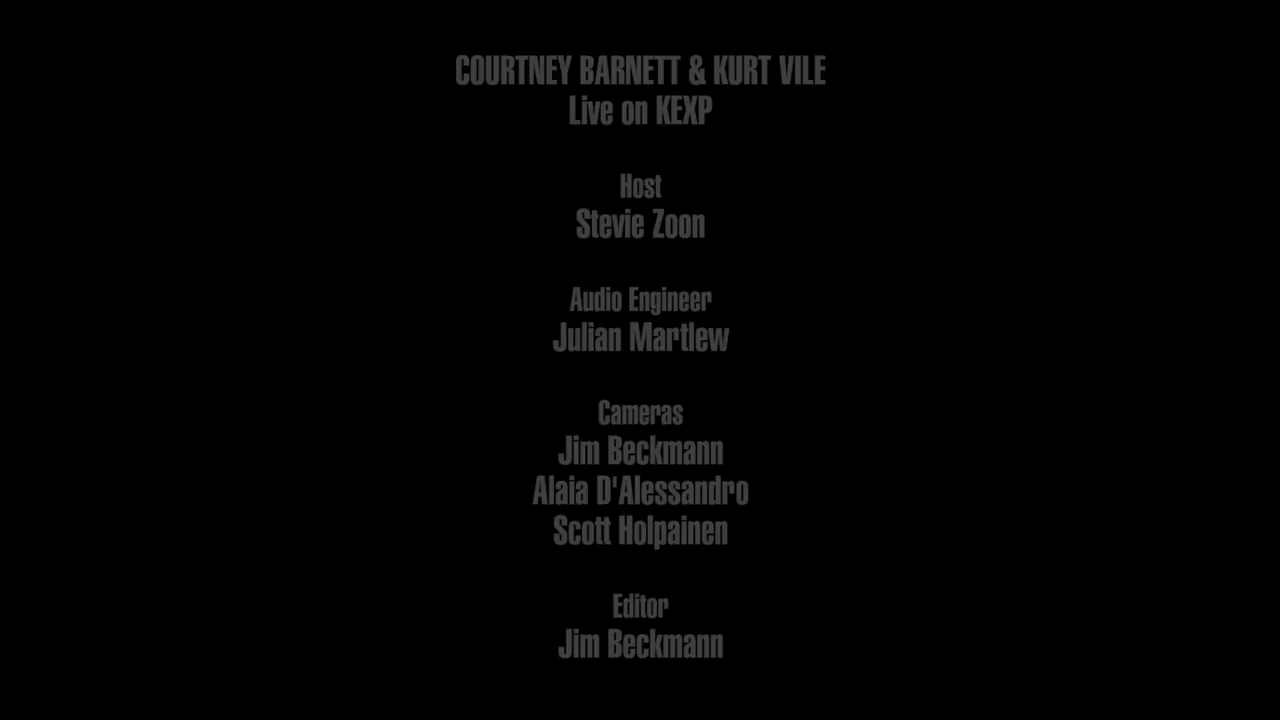 COURTNEY BARNETT & KURT VILE
Live on KEXP
Host
Stevie Zoon
Audio Engineer
Julian Martlew
Cameras
Jim Beckmann
Alaia D'Alessandro
Scott Holpainen
Editor
Jim Beckmann